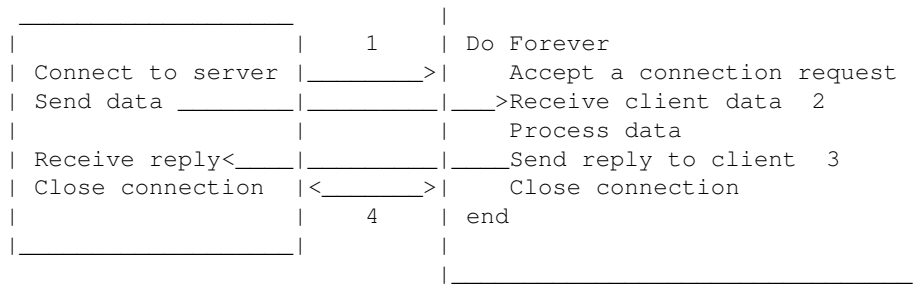 1 Do Forever
Connect to server Accept a connection request
Send data Receive client data 2
Process data
Receive reply Send reply to client 3
Close connection Close connection
4 end